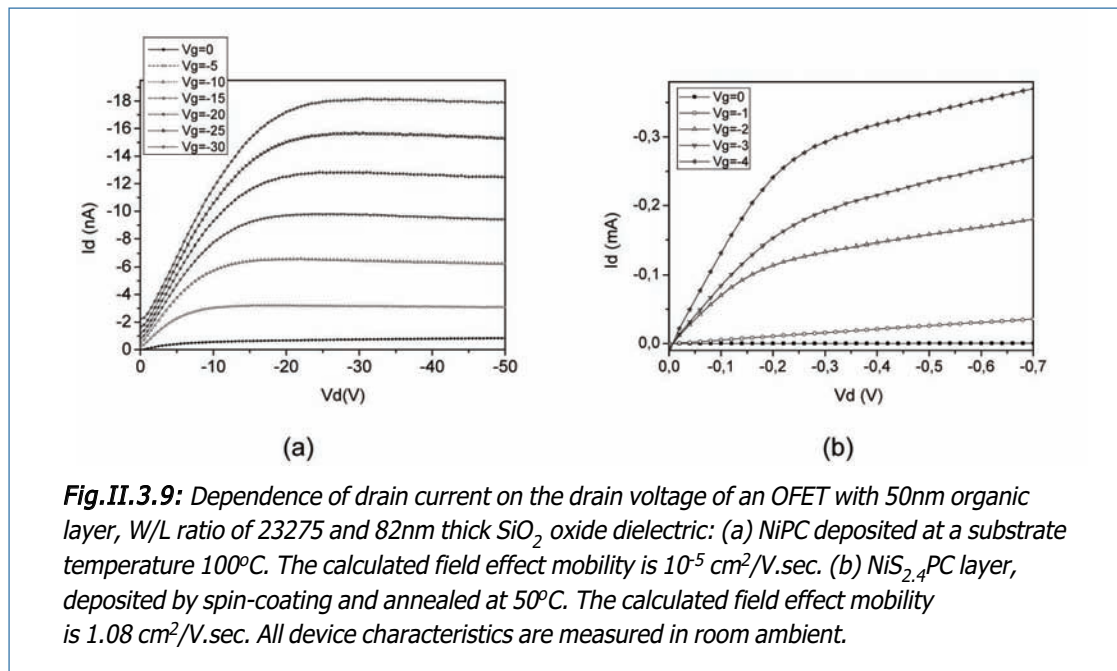 Vg=0
Vg=-5
Vg=-10
Vg=-15
Vg=-20
Vg=-25
Vg=-30
-18
-16
-14
-12
-10
-8
-6
-4
-2
0
Id (nA)
0 -10 -20 -30 -40 -50
Vd(V)
(a)
Vg=0
Vg=-1
Vg=-2
Vg=-3
Vg=-4
-0,3
-0,2
-0,1
0,0
Id (mA)
0,0 -0,1 -0,2 -0,3 -0,4 -0,5 -0,6 -0,7
Vd (V)
(b)
Fig.II.3.9: Dependence of drain current on the drain voltage of an OFET with 50nm organic
layer, W/L ratio of 23275 and 82nm thick SiO2 oxide dielectric: (a) NiPC deposited at a substrate
temperature 100oC. The calculated field effect mobility is 10-5 cm2/V.sec. (b) NiS2.4PC layer,
deposited by spin-coating and annealed at 50oC. The calculated field effect mobility
is 1.08 cm2/V.sec. All device characteristics are measured in room ambient.